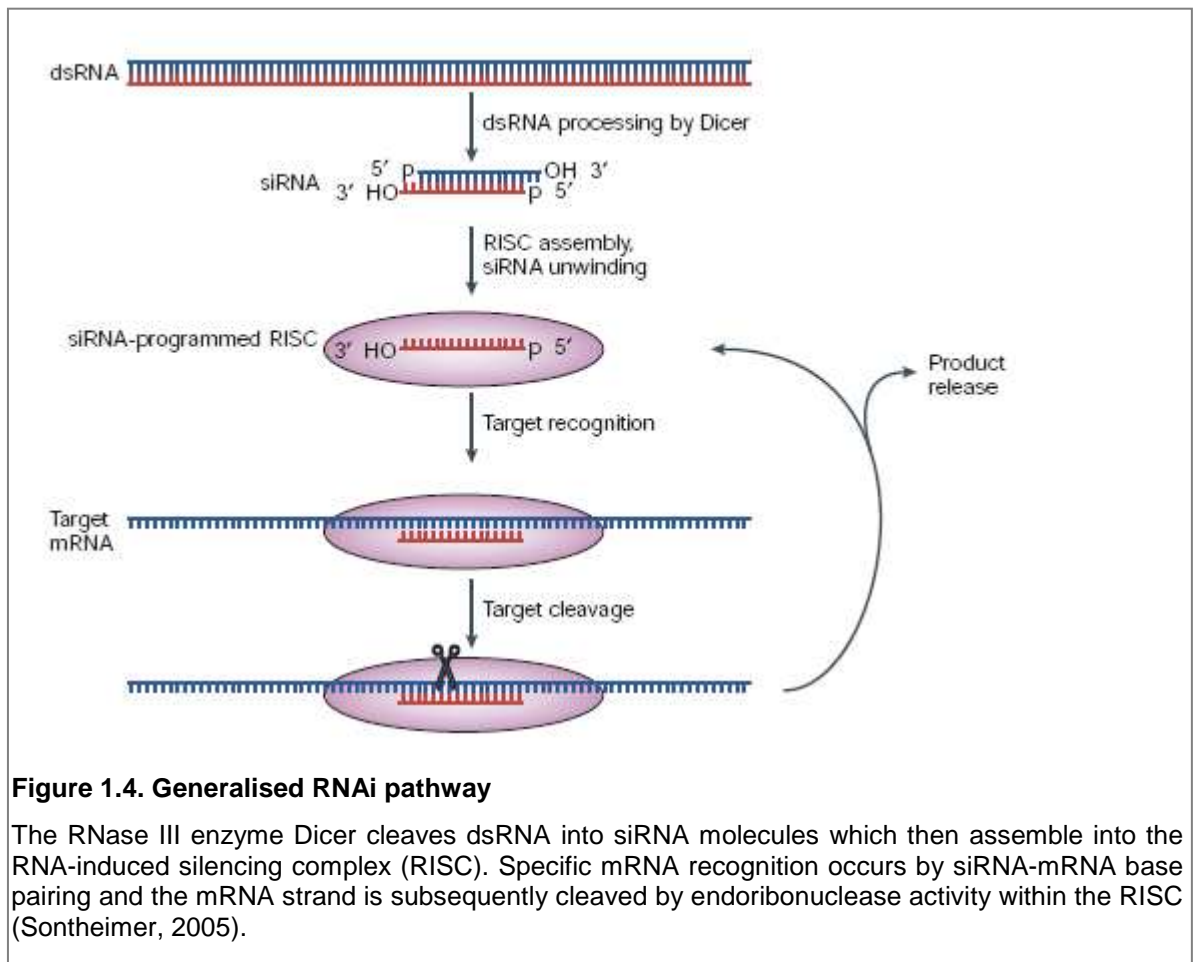 dsRNA
dsRNA processing by Dicer
5′ p OH 3′
siRNA 3′ HO p 5′
RISC assembly,
siRNA unwinding
siRNA-programmed RISC 3′ HO p 5′
Product
release
Target recognition
Target
mRNA
Target cleavage
Figure 1.4. Generalised RNAi pathway
The RNase III enzyme Dicer cleaves dsRNA into siRNA molecules which then assemble into the
RNA-induced silencing complex (RISC). Specific mRNA recognition occurs by siRNA-mRNA base
pairing and the mRNA strand is subsequently cleaved by endoribonuclease activity within the RISC
(Sontheimer, 2005).